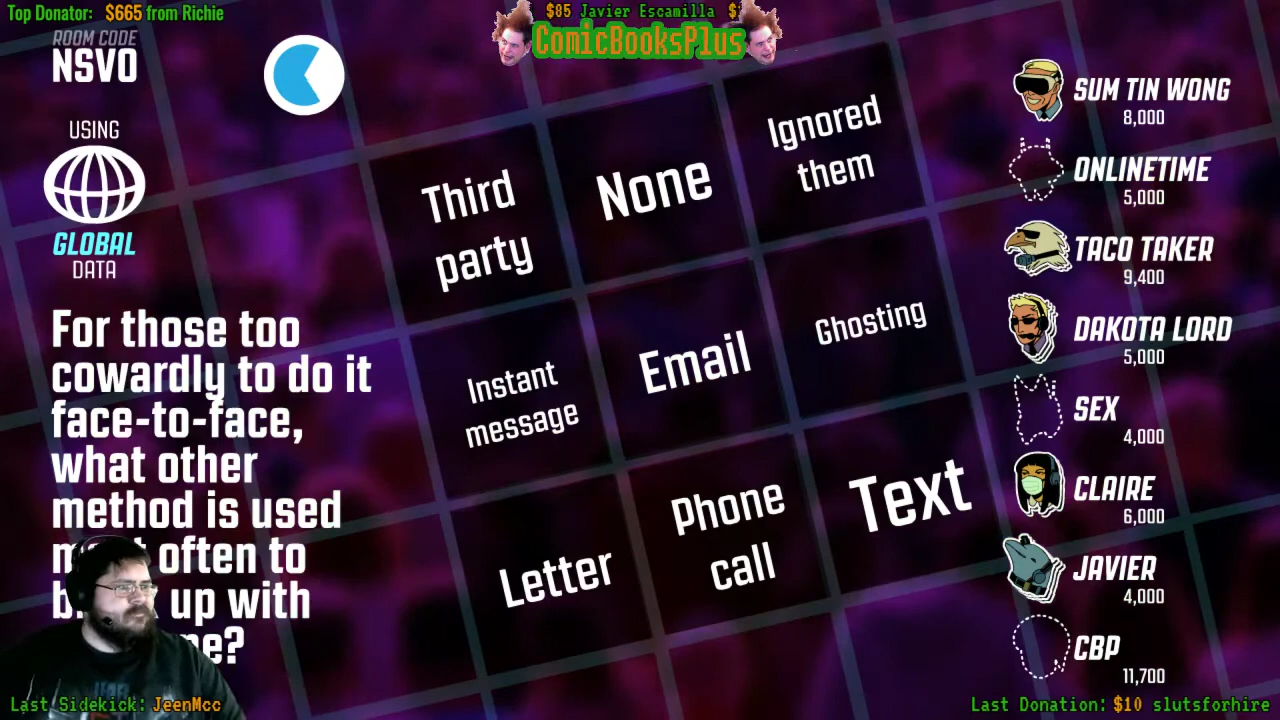 Top Donator: $665 from Richie
$85 Javier Escamilla $
ComicBooksPlus
ROOM CODE
NSVO
USING
GLOBAL
DATA
For those too
cowardly to do it
face-to-face,
what other
method is used
often to
up with
Third
party
None
Ignored
them
Instant
message
Email
Ghosting
Letter
Phone
call
Text
SUM TIN WONG
8,000
ONLINETIME
5,000
TACO TAKER
9,400
DAKOTA LORD
5,000
SEX
4,000
CLAIRE
6,000
JAVIER
4,000
CBP
11,700
Last Sidekick: JeenMcc
Last Donation: $10 slutsforhire